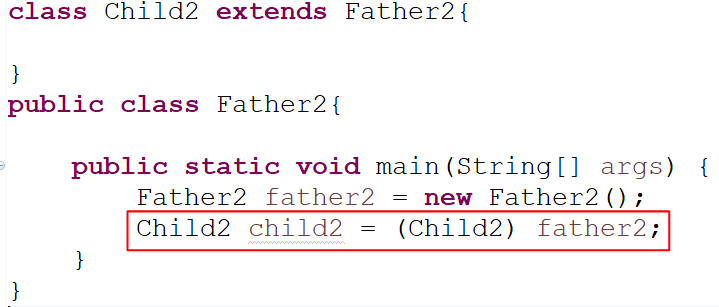 class Child2 extends Father2{
}
public class Father2{
public static void main(String[] args) {
Father2 father2 = new Father2();
Child2 child2 = (Child2) father2;
}
}